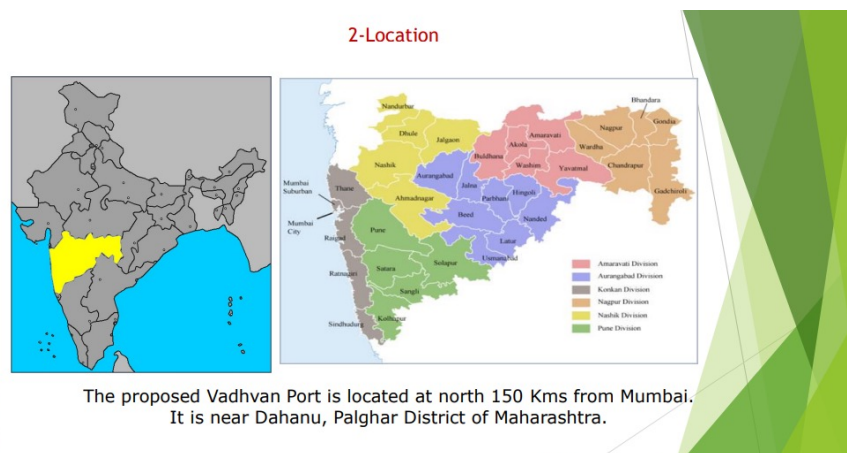 2-Location
Nandurbar
Dhule
Jalgaon
Nashik
Ahmadnagar
Buldhana
Akola
Amaravati
Washim
Yavatmal
Bhandara
Nagpur
Gondia
Wardha
Chandrapur
Gadchiroli
Aurangabad
Jalna
Parbhani
Hingoli
Beed
Nanded
Latur
Usmanabad
Mumbai
Suburban
Thane
Mumbai
City
Raigad
Ratnagari
Sindhudurg
Pune
Satara
Solapur
Sangli
Kolhapur
Amaravati Division
Aurangabad Division
Konkan Division
Nagpur Division
Nashik Division
Pune Division
The proposed Vadhvan Port is located at north 150 Kms from Mumbai.
It is near Dahanu, Palghar District of Maharashtra.